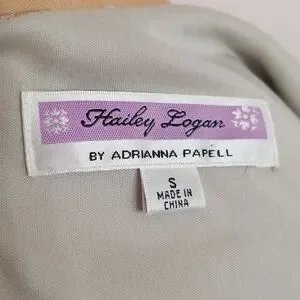 Hailey Logan
BY ADRIANNA PAPELL
S
MADE IN
CHINA